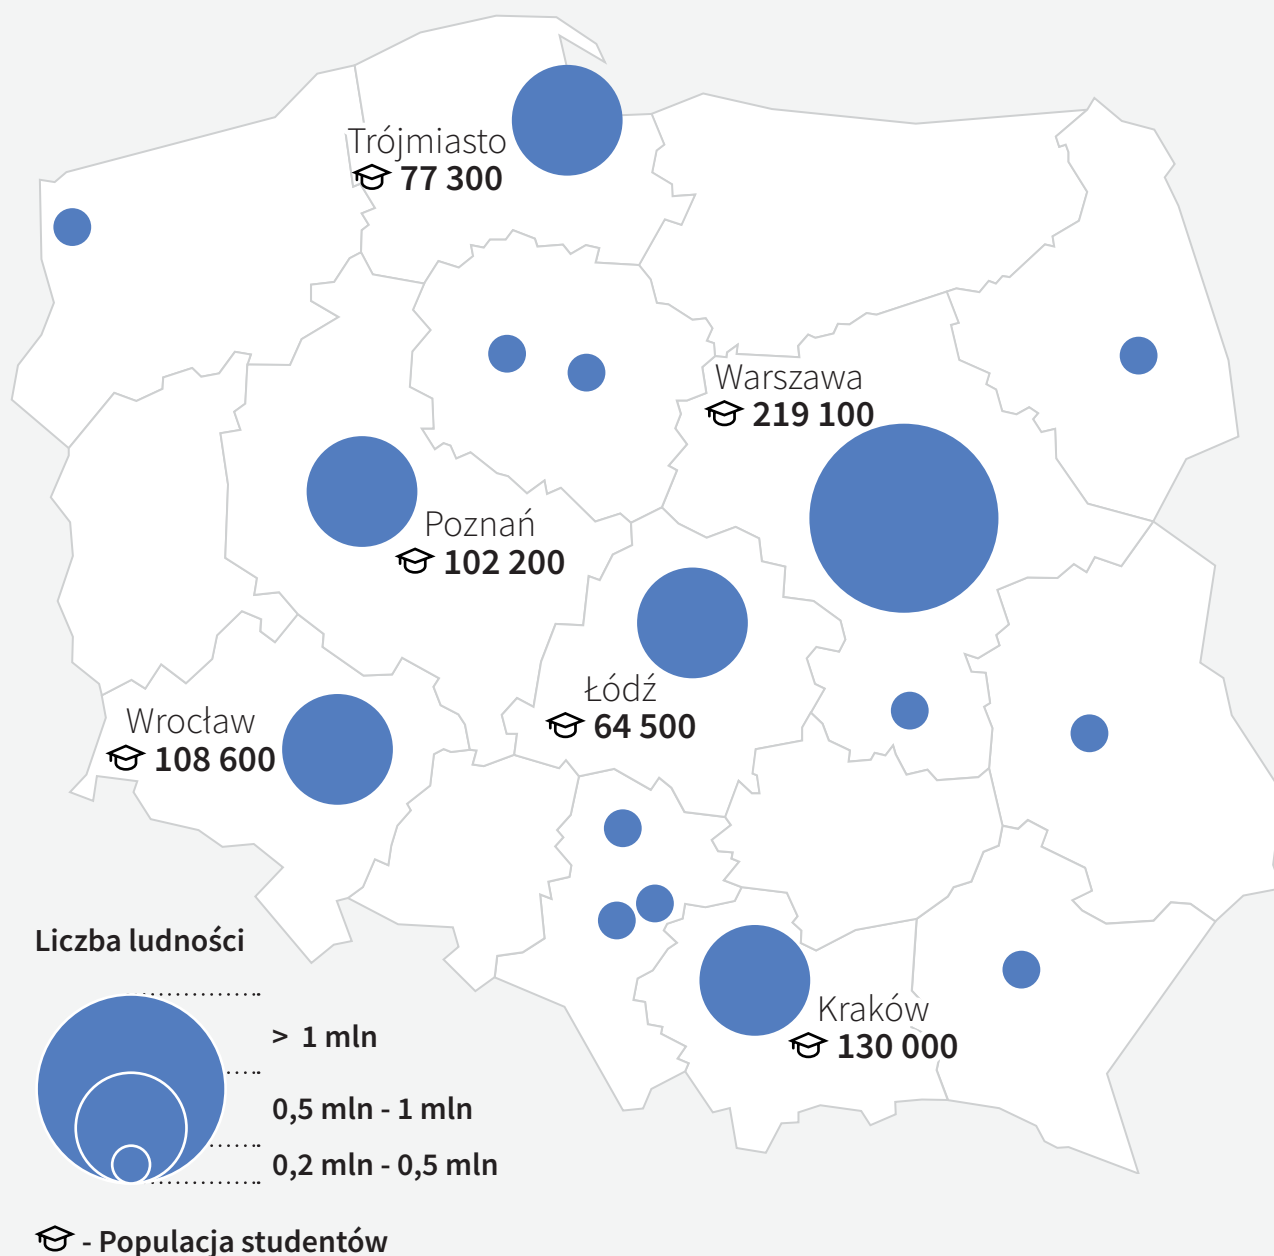 Trójmiasto
77 300
Warszawa
219 100
Poznań
102 200
Łódź
64 500
Wrocław
108 600
Kraków
130 000
Liczba ludności
> 1 mln
0,5 mln - 1 mln
0,2 mln - 0,5 mln
- Populacja studentów